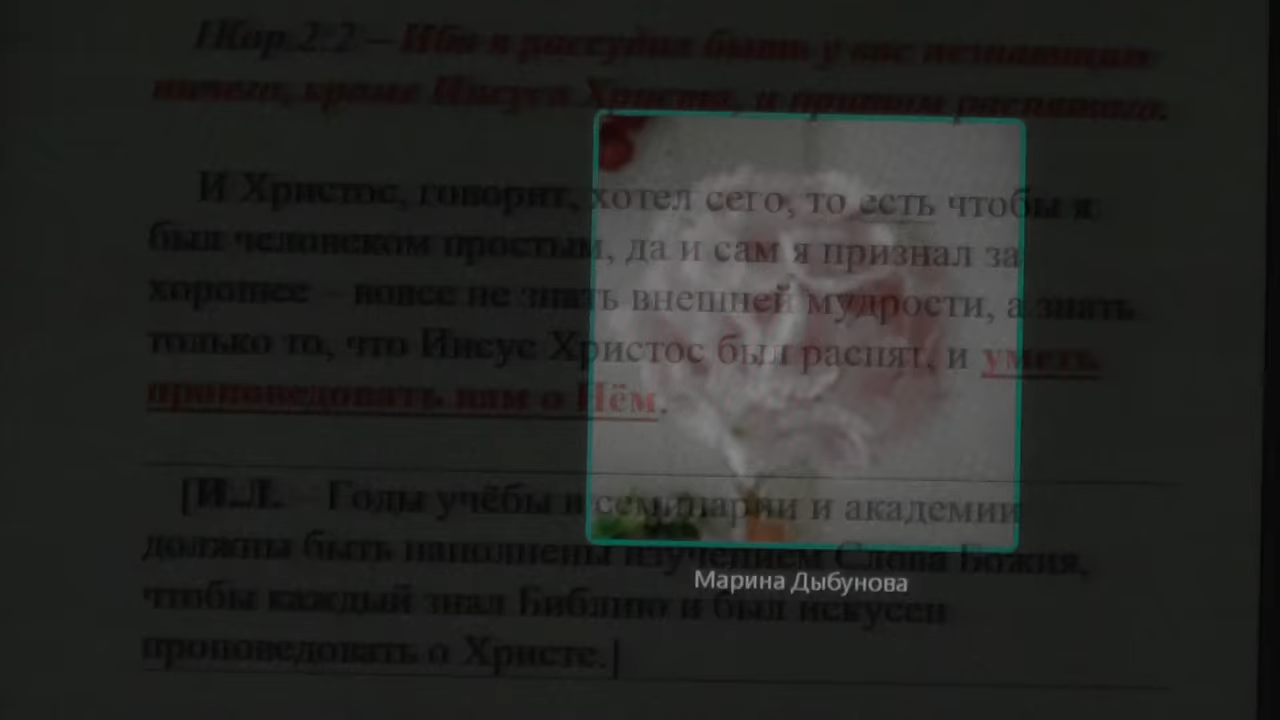 1Кор.2:2 – Ибо я рассудил быть у вас незнающим
ничего, кроме Иисуса Христа, и притом распятого.
И Христос, говорит, хотел сего, то есть чтобы я
был человеком простым, да и сам я признал за
хорошее – вовсе не знать внешней мудрости, а знать
только то, что Иисус Христос был распят, и уметь
проповедовать вам о Нём.
[И.Л. – Годы учёбы в семинарии и академии
должны быть наполнены изучением Слова Божия,
чтобы каждый знал Библию и был искусен
проповедовать о Христе.]
Марина Дыбунова